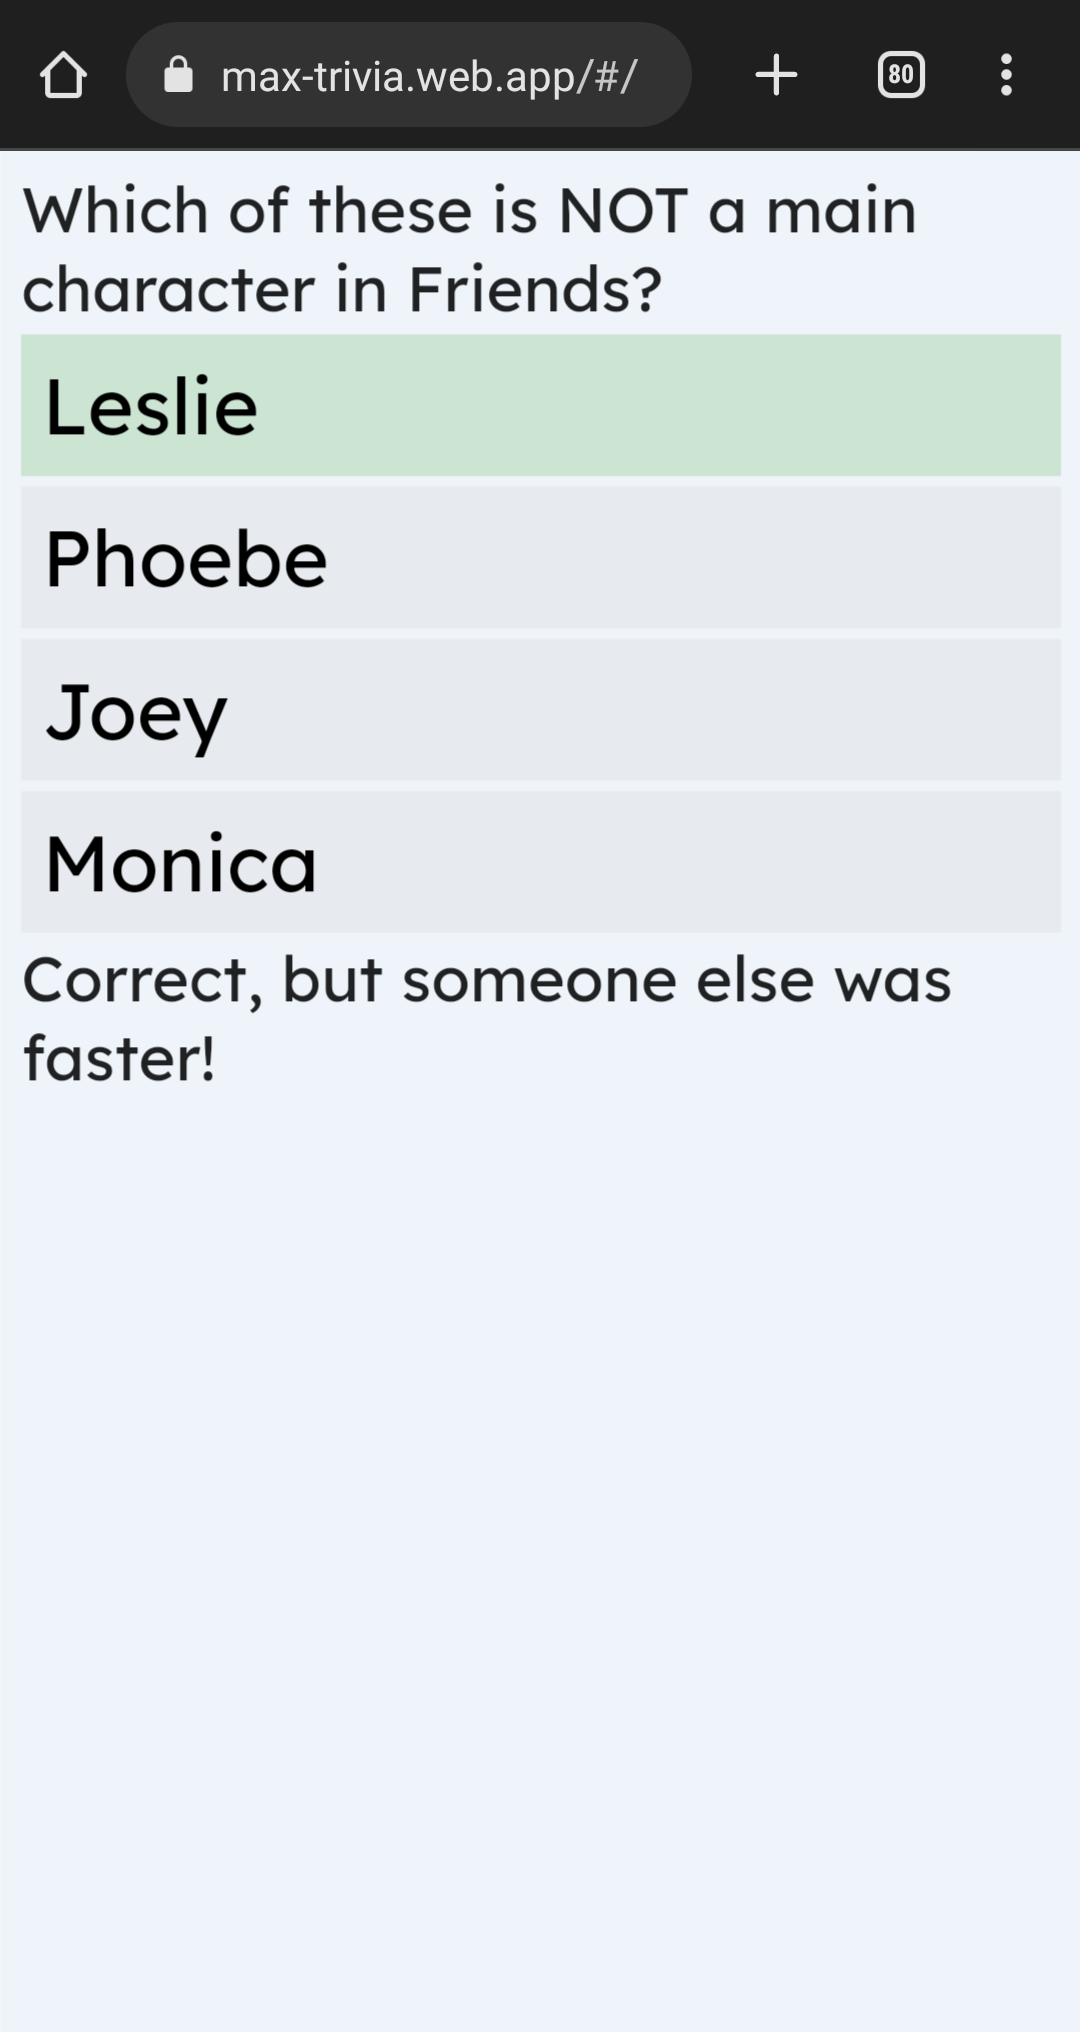 max-trivia.web.app/#/
80
Which of these is NOT a main
character in Friends?
Leslie
Phoebe
Joey
Monica
Correct, but someone else was
faster!